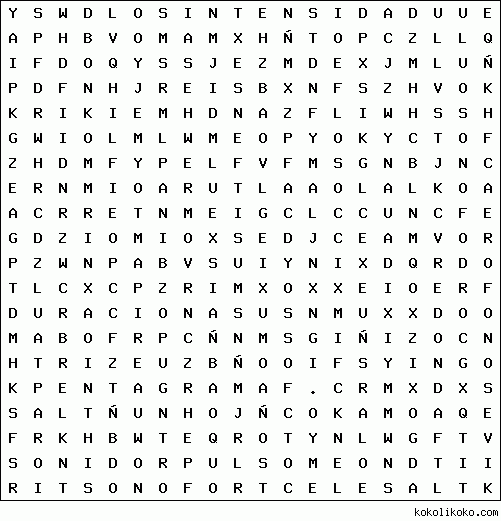 Y S W D L O S I N T E N S I D A D U U E
A P H B V O M A M X H Ñ T O P C Z L L Q
I F D O Q Y S S J E Z M D E X J M L U Ñ
P D F N H J R E I S B X N F S Z H V O K
K R I K I E M H D N A Z F L I W H S S H
G W I O L M L W M E O P Y O K Y C T O F
Z H D M F Y P E L F V F M S G N B J N C
E R N M I O A R U T L A A O L A L K O A
A C R R E T N M E I G C L C C U N C F E
G D Z I O M I O X S E D J C E A M V O R
P Z W N P A B V S U I Y N I X D Q R D O
T L C X C P Z R I M X O X X E I O E R F
D U R A C I O N A S U S N M U X X D O O
M A B O F R P C Ñ N M S G I Ñ I Z O C N
H T R I Z E U Z B Ñ O O I F S Y I N G O
K P E N T A G R A M A F . C R M X D X S
S A L T Ñ U N H O J Ñ C O K A M O A Q E
F R K H B W T E Q R O T Y N L W G F T V
S O N I D O R P U L S O M E O N D T I I
R I T S O N O F O R T C E L E S A L T K
kokolikoko.com